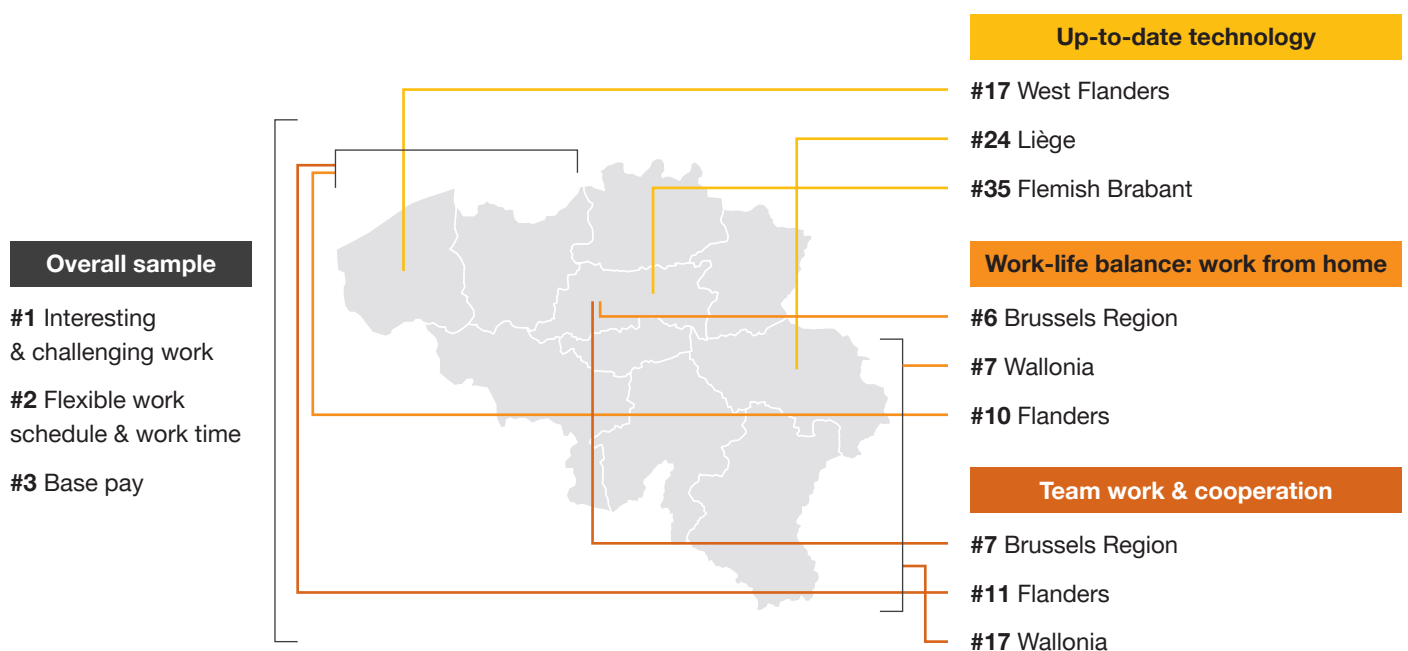 Overall sample
#1 Interesting
& challenging work
#2 Flexible work
schedule & work time
#3 Base pay
Up-to-date technology
#17 West Flanders
#24 Liège
#35 Flemish Brabant
Work-life balance: work from home
#6 Brussels Region
#7 Wallonia
#10 Flanders
Team work & cooperation
#7 Brussels Region
#11 Flanders
#17 Wallonia